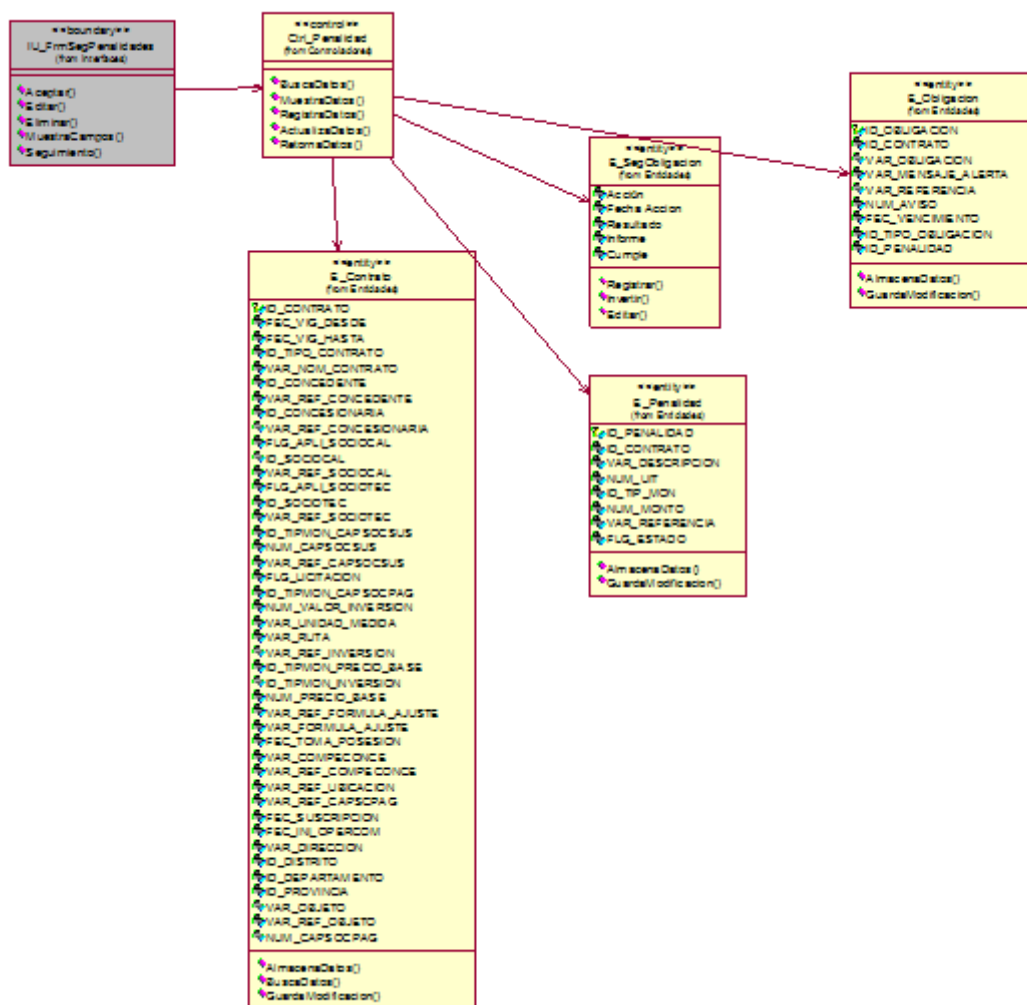 **boundary**
IU_FrmSegPenalidades
(from Interfaces)
Aceptar()
Editar()
Eliminar()
MuestraCampos()
Seguimiento()
**control**
Ctrl_Penalidad
(from Controladores)
BuscaDatos()
MuestraDatos()
RegistraDatos()
ActualizaDatos()
RetornaDatos()
**entity**
E_Obligacion
(from Entidades)
ID_OBLIGACION
ID_CONTRATO
VAR_OBLIGACION
VAR_MENSAJE_ALERTA
VAR_REFERENCIA
NUM_AVISO
FEC_VENCIMIENTO
ID_TIPO_OBLIGACION
ID_PENALIDAD
AlmacenaDatos()
GuardaModificacion()
**entity**
E_SegObligacion
(from Entidades)
Acción
Fecha Accion
Resultado
Informe
Cumple
Registrar()
Invertir()
Editar()
**entity**
E_Contrato
(from Entidades)
ID_CONTRATO
FEC_VIG_DESDE
FEC_VIG_HASTA
ID_TIPO_CONTRATO
VAR_NOM_CONTRATO
ID_CONCEDENTE
VAR_REF_CONCEDENTE
ID_CONCESIONARIA
VAR_REF_CONCESIONARIA
FLG_APLI_SOCIOCAL
ID_SOCIOCAL
VAR_REF_SOCIOCAL
FLG_APLI_SOCIOTEC
ID_SOCIOTEC
VAR_REF_SOCIOTEC
ID_TIPMON_CAPSOCSUS
NUM_CAPSOCSUS
VAR_REF_CAPSOCSUS
FLG_LICITACION
ID_TIPMON_CAPSOCPAG
NUM_VALOR_INVERSION
VAR_UNIDAD_MEDIDA
VAR_RUTA
VAR_REF_INVERSION
ID_TIPMON_PRECIO_BASE
ID_TIPMON_INVERSION
NUM_PRECIO_BASE
VAR_REF_FORMULA_AJUSTE
VAR_FORMULA_AJUSTE
FEC_TOMA_POSESION
VAR_COMPECONCE
VAR_REF_COMPECONCE
VAR_REF_UBICACION
VAR_REF_CAPSCPAG
FEC_SUSCRIPCION
FEC_INI_OPERCOM
VAR_DIRECCION
ID_DISTRITO
ID_DEPARTAMENTO
ID_PROVINCIA
VAR_OBJETO
VAR_REF_OBJETO
NUM_CAPSOCPAG
AlmacenaDatos()
BuscaDatos()
GuardaModificacion()
**entity**
E_Penalidad
(from Entidades)
ID_PENALIDAD
ID_CONTRATO
VAR_DESCRIPCION
NUM_UIT
ID_TIP_MON
NUM_MONTO
VAR_REFERENCIA
FLG_ESTADO
AlmacenaDatos()
GuardaModificacion()